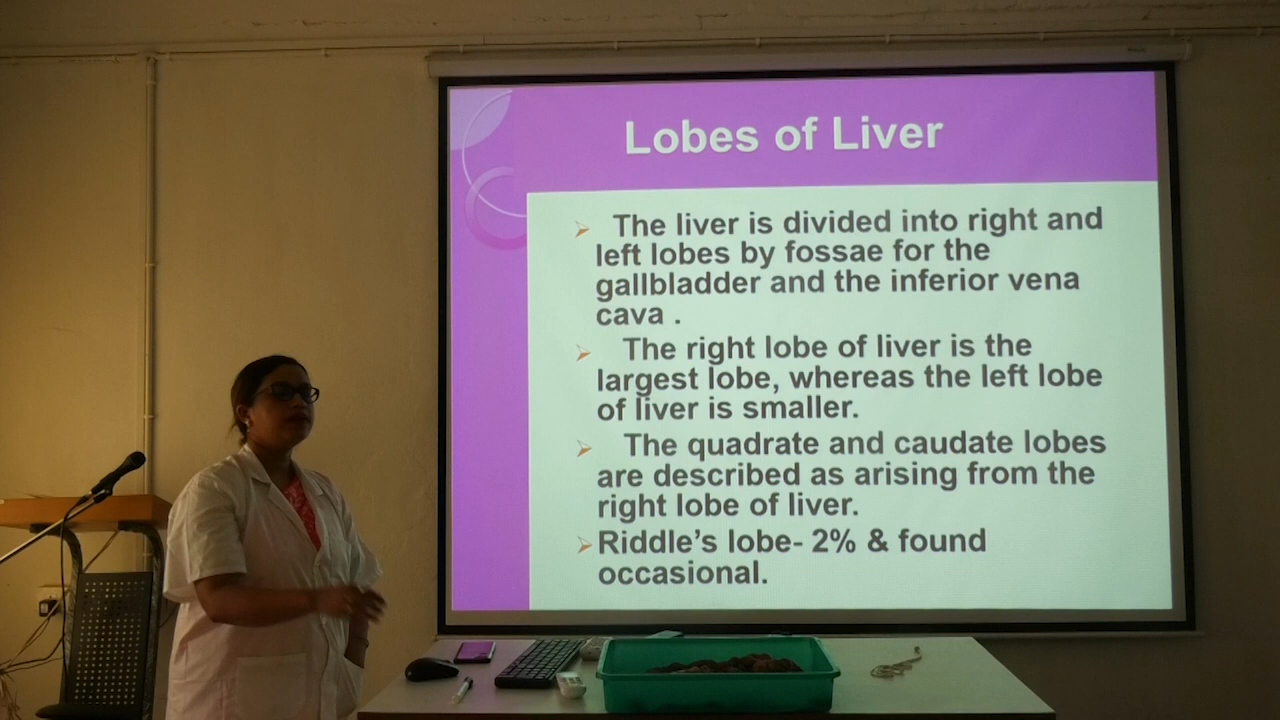 Lobes of Liver
The liver is divided into right and
left lobes by fossae for the
gallbladder and the inferior vena
cava .
The right lobe of liver is the
largest lobe, whereas the left lobe
of liver is smaller.
The quadrate and caudate lobes
are described as arising from the
right lobe of liver.
Riddle’s lobe- 2% & found
occasional.